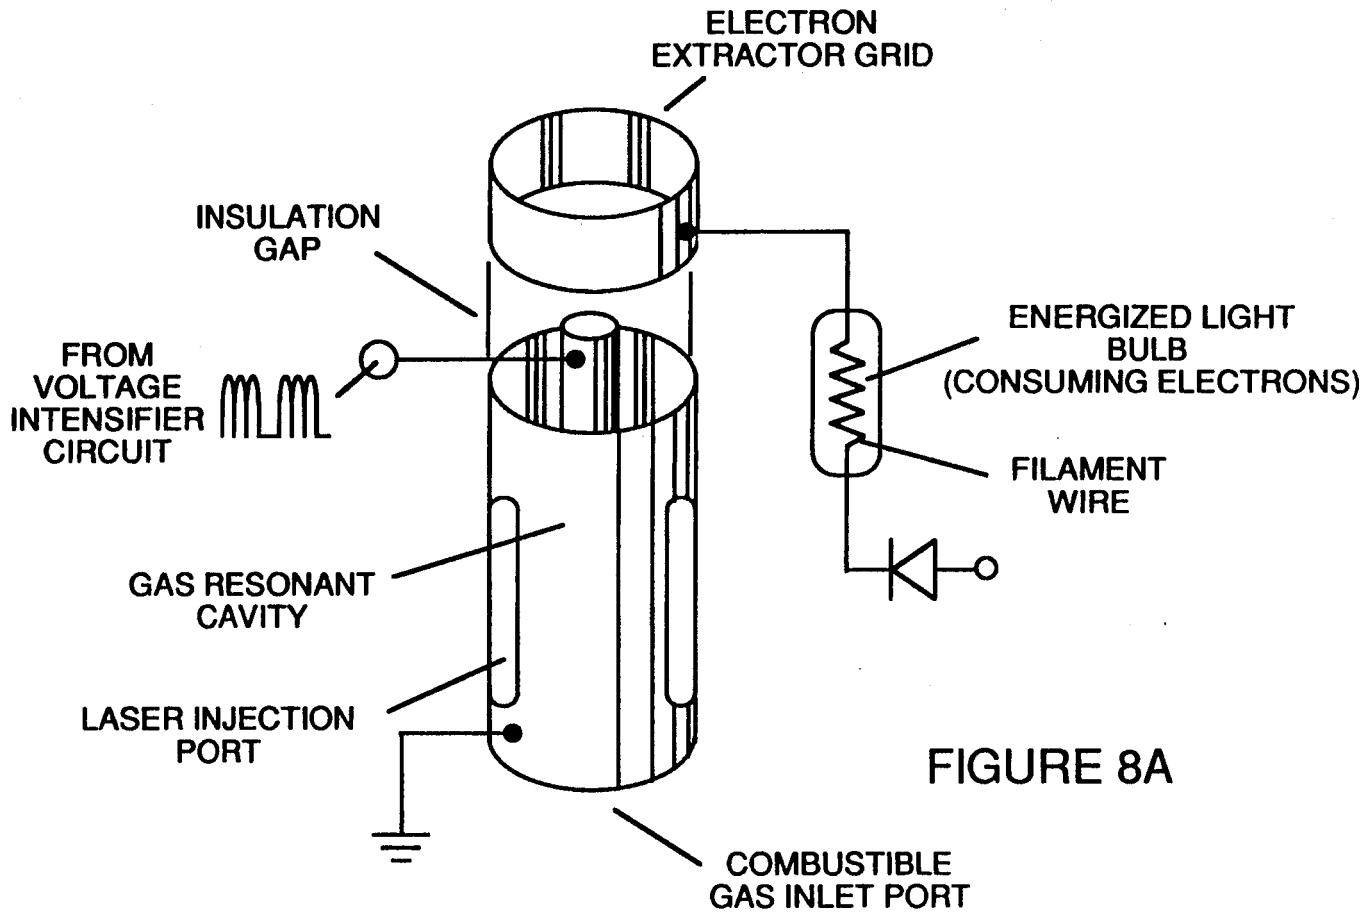 ELECTRON
EXTRACTOR GRID
INSULATION
GAP
FROM
VOLTAGE
INTENSIFIER
CIRCUIT
ENERGIZED LIGHT
BULB
(CONSUMING ELECTRONS)
FILAMENT
WIRE
GAS RESONANT
CAVITY
LASER INJECTION
PORT
FIGURE 8A
COMBUSTIBLE
GAS INLET PORT